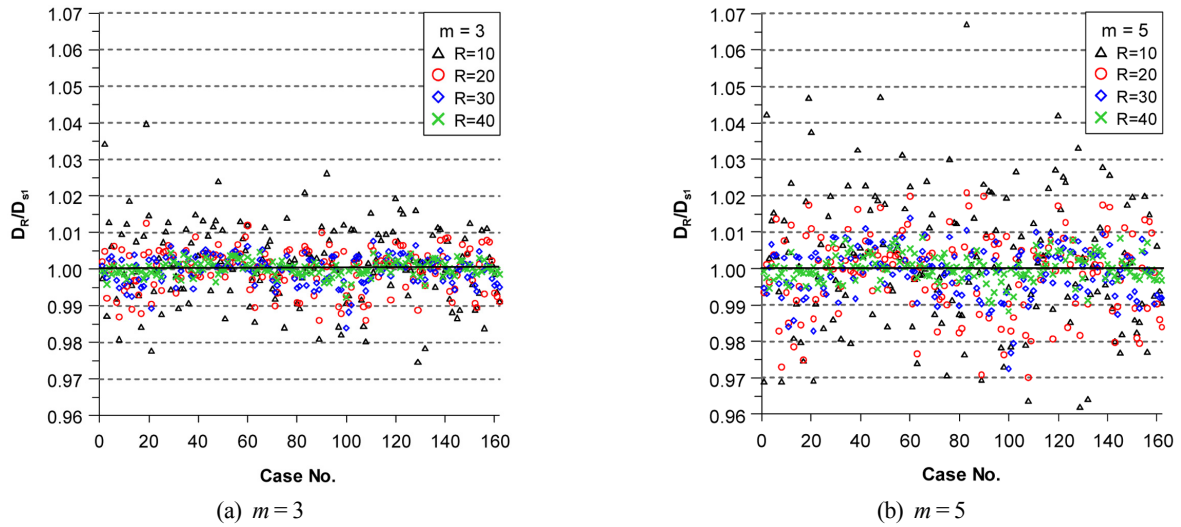 1.07
1.06
1.05
1.04
1.03
1.02
1.01
1.00
0.99
0.98
0.97
0.96
D_R/D_s1
m = 3
R=10
R=20
R=30
R=40
0 20 40 60 80 100 120 140 160
Case No.
(a) m = 3
1.07
1.06
1.05
1.04
1.03
1.02
1.01
1.00
0.99
0.98
0.97
0.96
D_R/D_s1
m = 5
R=10
R=20
R=30
R=40
0 20 40 60 80 100 120 140 160
Case No.
(b) m = 5